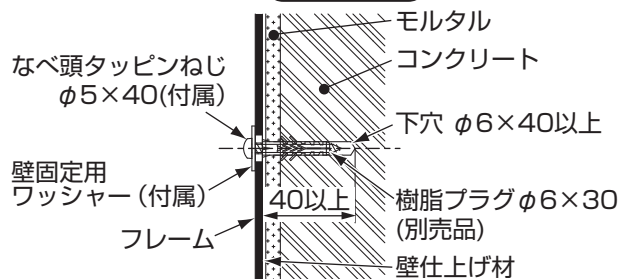 モルタル
コンクリート
なべ頭タッピンねじ
φ5×40(付属)
下穴 φ6×40以上
壁固定用
ワッシャー(付属)
40以上
樹脂プラグφ6×30
(別売品)
フレーム
壁仕上げ材